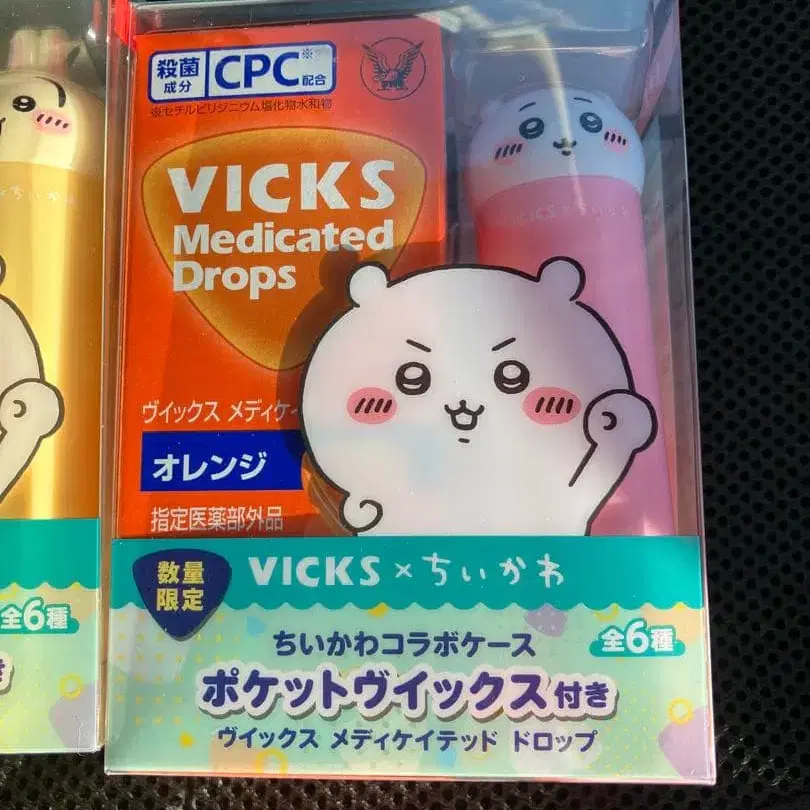 殺菌
成分
CPC※
配合
※セチルピリジニウム塩化物水和物
VICKS
Medicated
Drops
ヴイックス メディケ
オレンジ
指定医薬部外品
VICKS×ちいかわ
数量
限定
VICKS×ちいかわ
ちいかわコラボケース
全6種
ポケットヴイックス付き
ヴイックス メディケイテッド ドロップ
全6種
き